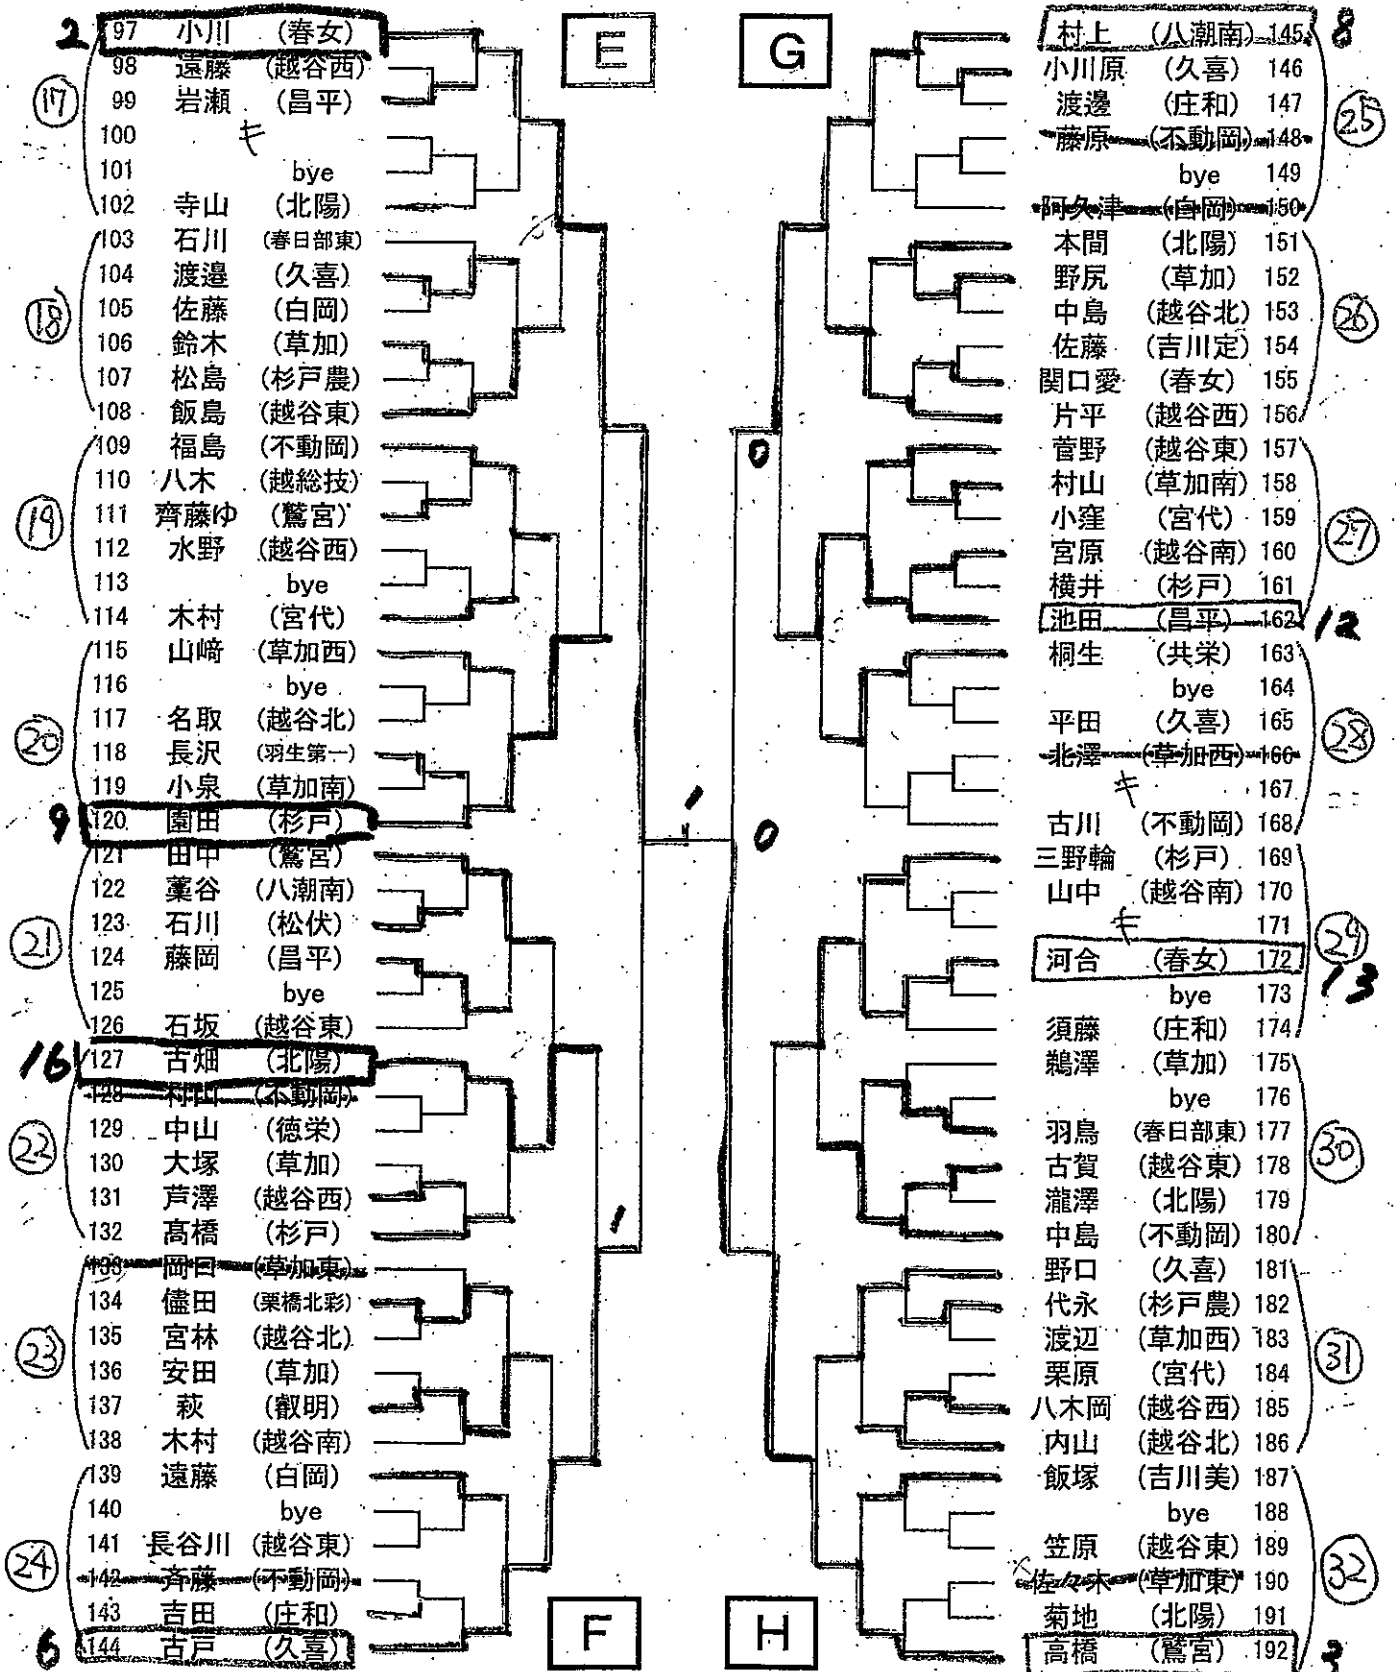 E
G
2
97 小川 (春女)
98 遠藤 (越谷西)
⑰
99 岩瀬 (昌平)
100 キ
101 bye
102 寺山 (北陽)
103 石川 (春日部東)
104 渡邉 (久喜)
⑱
105 佐藤 (白岡)
106 鈴木 (草加)
107 松島 (杉戸農)
108 飯島 (越谷東)
109 福島 (不動岡)
110 八木 (越総技)
⑲
111 齊藤ゆ (鷲宮)
112 水野 (越谷西)
113 bye
114 木村 (宮代)
115 山﨑 (草加西)
116 bye
117 名取 (越谷北)
⑳
118 長沢 (羽生第一)
119 小泉 (草加南)
9
120 園田 (杉戸)
121 田中 (鷲宮)
122 藁谷 (八潮南)
123 石川 (松伏)
㉑
124 藤岡 (昌平)
125 bye
126 石坂 (越谷東)
16
127 古畑 (北陽)
128 村山 (不動岡)
129 中山 (徳栄)
㉒
130 大塚 (草加)
131 芦澤 (越谷西)
132 髙橋 (杉戸)
133 岡田 (草加東)
134 儘田 (栗橋北彩)
135 宮林 (越谷北)
㉓
136 安田 (草加)
137 萩 (叡明)
138 木村 (越谷南)
139 遠藤 (白岡)
140 bye
141 長谷川 (越谷東)
㉔
142 斉藤 (不動岡)
143 吉田 (庄和)
6
144 古戸 (久喜)
1
1
0
0
村上 (八潮南) 145
8
小川原 (久喜) 146
渡邊 (庄和) 147
㉕
藤原 (不動岡) 148
bye 149
阿久津 (白岡) 150
本間 (北陽) 151
野尻 (草加) 152
中島 (越谷北) 153
㉖
佐藤 (吉川定) 154
関口愛 (春女) 155
片平 (越谷西) 156
菅野 (越谷東) 157
村山 (草加南) 158
小窪 (宮代) 159
㉗
宮原 (越谷南) 160
横井 (杉戸) 161
池田 (昌平) 162
12
桐生 (共栄) 163
bye 164
平田 (久喜) 165
㉘
北澤 (草加西) 166
キ 167
古川 (不動岡) 168
三野輪 (杉戸) 169
山中 (越谷南) 170
キ 171
㉙
河合 (春女) 172
13
bye 173
須藤 (庄和) 174
鵜澤 (草加) 175
bye 176
羽鳥 (春日部東) 177
㉚
古賀 (越谷東) 178
瀧澤 (北陽) 179
中島 (不動岡) 180
野口 (久喜) 181
代永 (杉戸農) 182
渡辺 (草加西) 183
㉛
栗原 (宮代) 184
八木岡 (越谷西) 185
内山 (越谷北) 186
飯塚 (吉川美) 187
bye 188
笠原 (越谷東) 189
㉜
佐々木 (草加東) 190
菊地 (北陽) 191
高橋 (鷲宮) 192
F
H